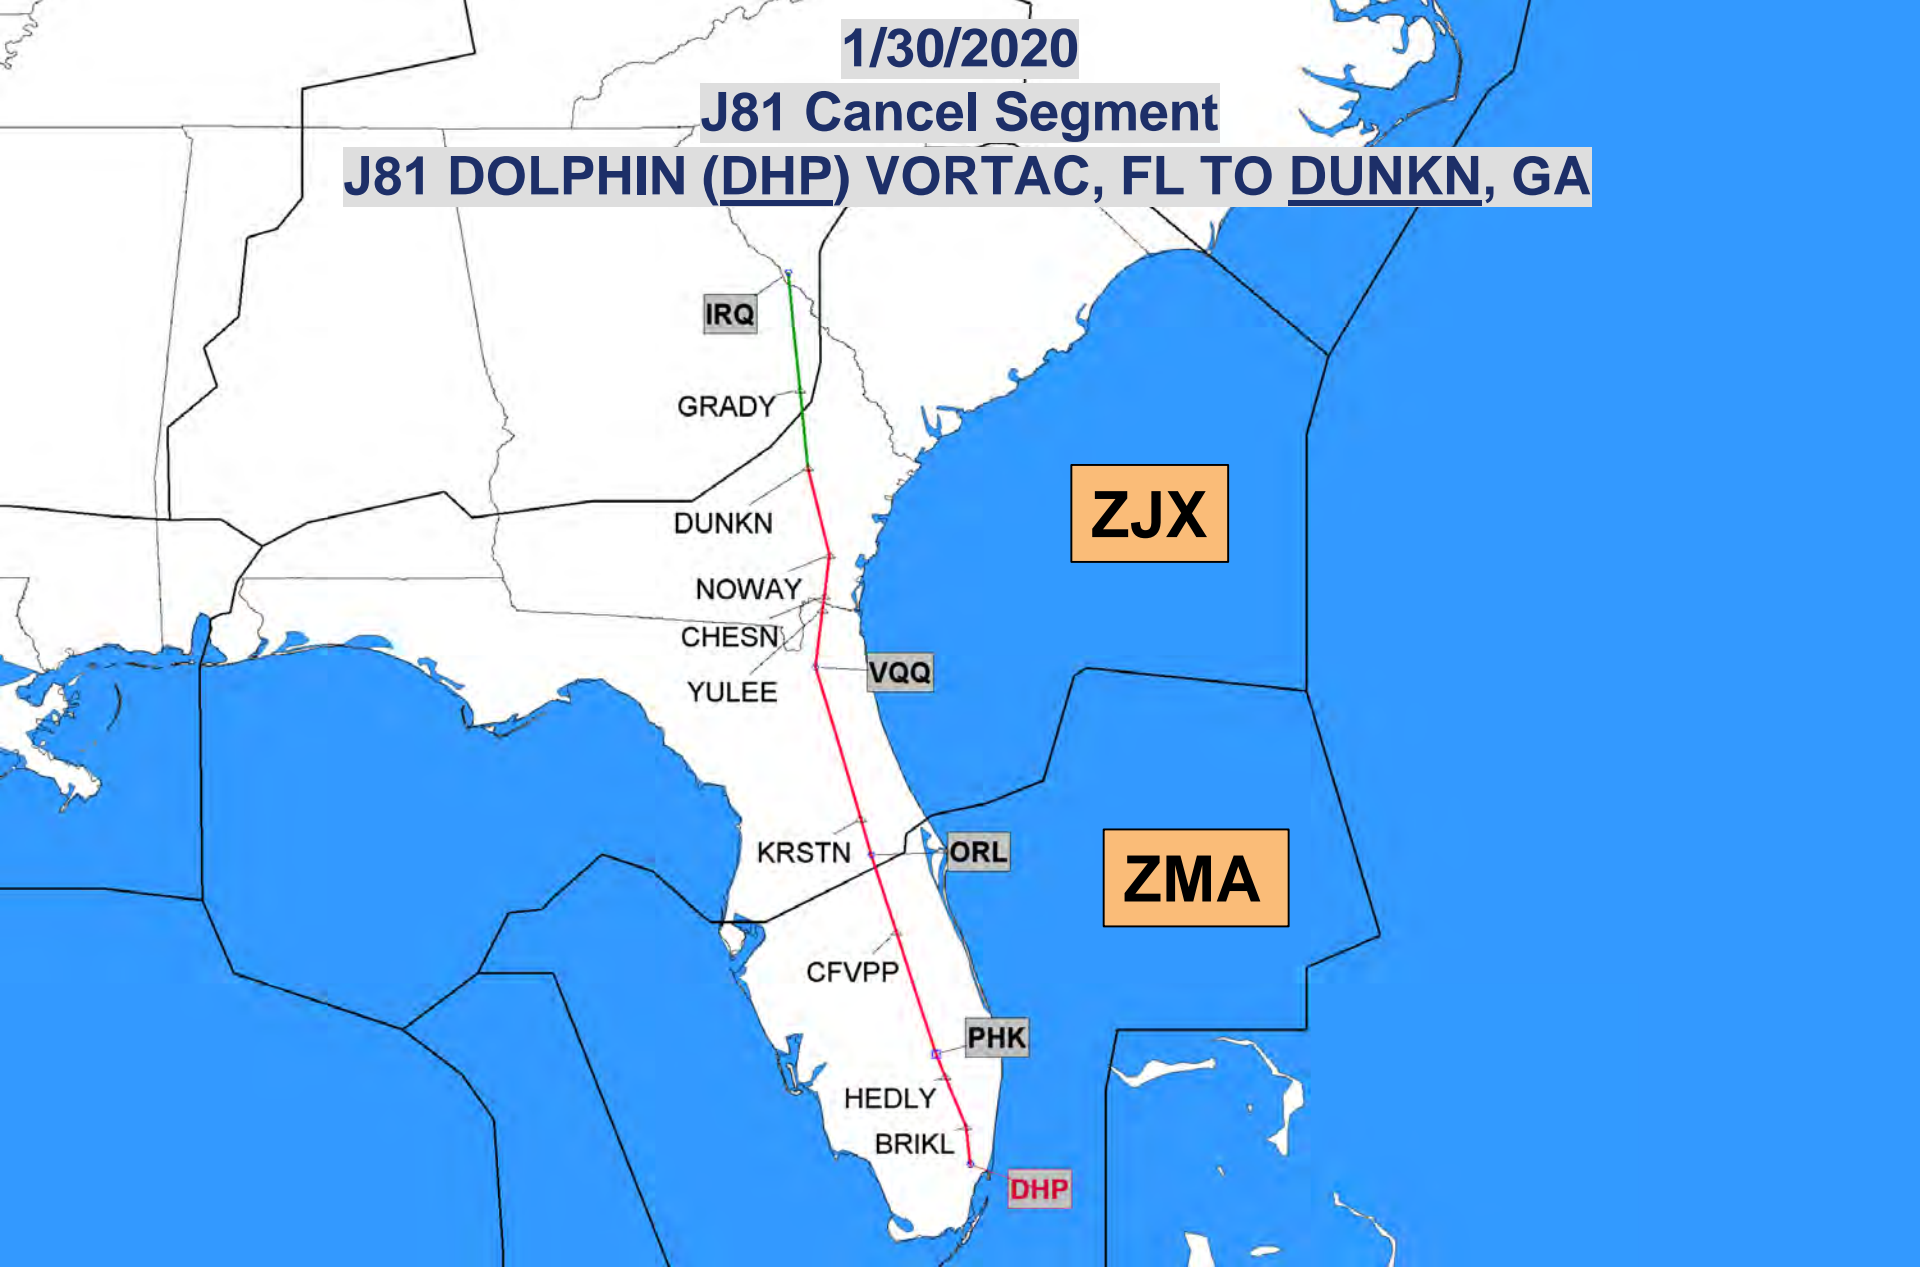 1/30/2020
J81 Cancel Segment
J81 DOLPHIN (DHP) VORTAC, FL TO DUNKN, GA
IRQ
GRADY
DUNKN
ZJX
NOWAY
CHESN
VQQ
YULEE
KRSTN
ORL
ZMA
CFVPP
PHK
HEDLY
BRIKL
DHP